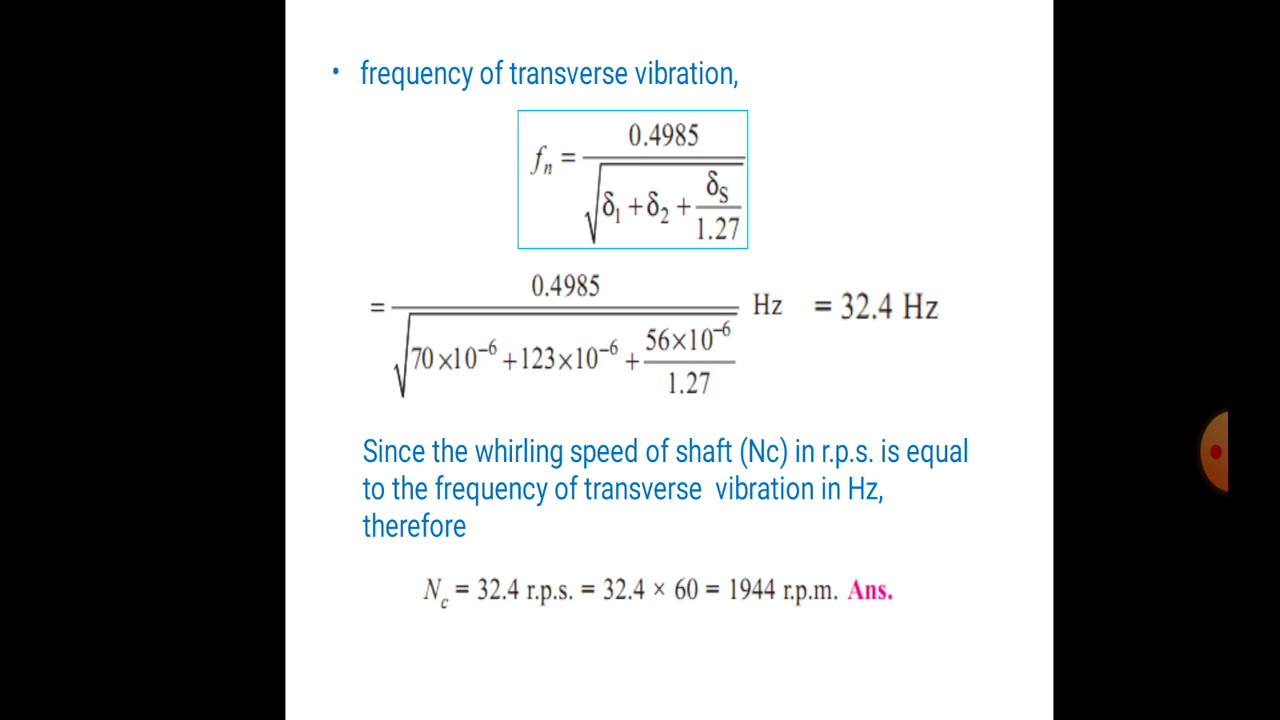 • frequency of transverse vibration,
fₙ = 0.4985 / √(δ₁ + δ₂ + δS/1.27)
= 0.4985 / √(70×10⁻⁶ + 123×10⁻⁶ + 56×10⁻⁶/1.27) Hz = 32.4 Hz
Since the whirling speed of shaft (Nc) in r.p.s. is equal
to the frequency of transverse vibration in Hz,
therefore
N_c = 32.4 r.p.s. = 32.4 × 60 = 1944 r.p.m. Ans.